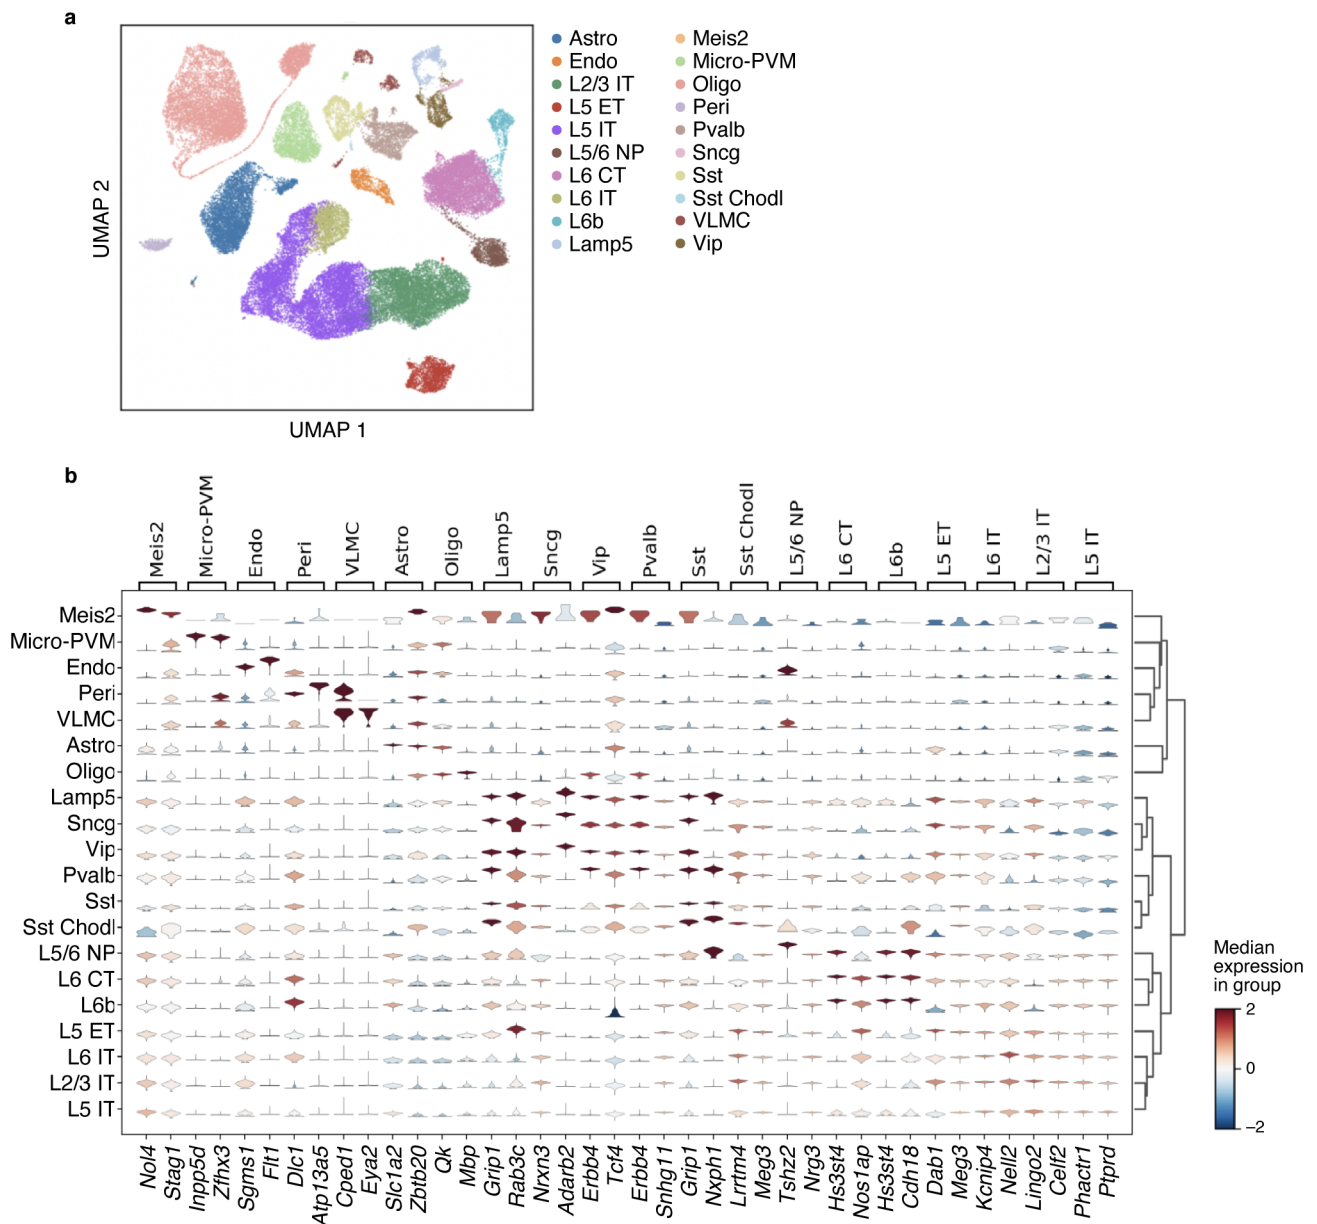 a
UMAP 2
UMAP 1
Astro
Endo
L2/3 IT
L5 ET
L5 IT
L5/6 NP
L6 CT
L6 IT
L6b
Lamp5
Meis2
Micro-PVM
Oligo
Peri
Pvalb
Sncg
Sst
Sst Chodl
VLMC
Vip
b
Meis2
Micro-PVM
Endo
Peri
VLMC
Astro
Oligo
Lamp5
Sncg
Vip
Pvalb
Sst
Sst Chodl
L5/6 NP
L6 CT
L6b
L5 ET
L6 IT
L2/3 IT
L5 IT
Meis2
Micro-PVM
Endo
Peri
VLMC
Astro
Oligo
Lamp5
Sncg
Vip
Pvalb
Sst
Sst Chodl
L5/6 NP
L6 CT
L6b
L5 ET
L6 IT
L2/3 IT
L5 IT
Nol4
Stag1
Inpp5d
Zfhx3
Sgms1
Flt1
Dlc1
Atp13a5
Cped1
Eya2
Slc1a2
Zbtb20
Qk
Mbp
Grip1
Rab3c
Nrxn3
Adarb2
Erbb4
Tcf4
Erbb4
Snhg11
Grip1
Nxph1
Lrrtm4
Meg3
Tshz2
Nrg3
Hs3st4
Nos1ap
Hs3st4
Cdh18
Dab1
Meg3
Kcnip4
Nell2
Lingo2
Celf2
Phactr1
Ptprd
Median
expression
in group
2
0
−2